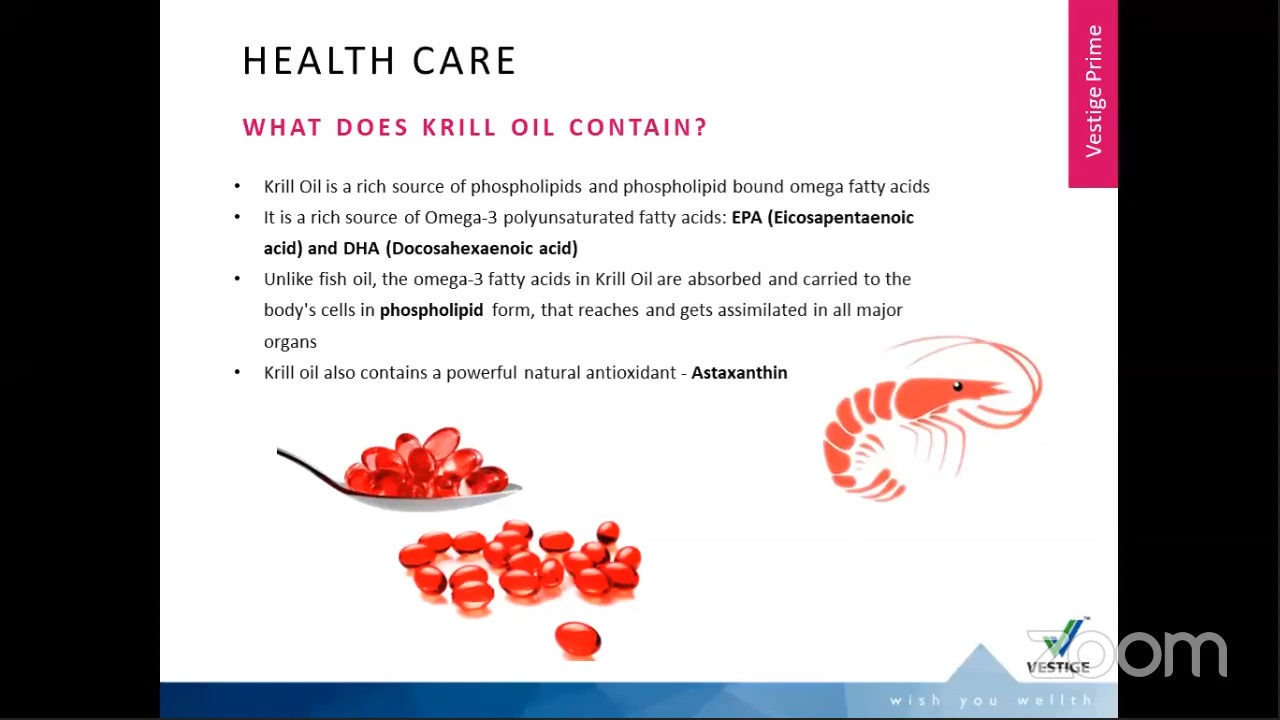 HEALTH CARE
Vestige Prime
WHAT DOES KRILL OIL CONTAIN?
• Krill Oil is a rich source of phospholipids and phospholipid bound omega fatty acids
• It is a rich source of Omega-3 polyunsaturated fatty acids: EPA (Eicosapentaenoic
acid) and DHA (Docosahexaenoic acid)
• Unlike fish oil, the omega-3 fatty acids in Krill Oil are absorbed and carried to the
body's cells in phospholipid form, that reaches and gets assimilated in all major
organs
• Krill oil also contains a powerful natural antioxidant - Astaxanthin
TM
zoom
VESTIGE
wish you wellth